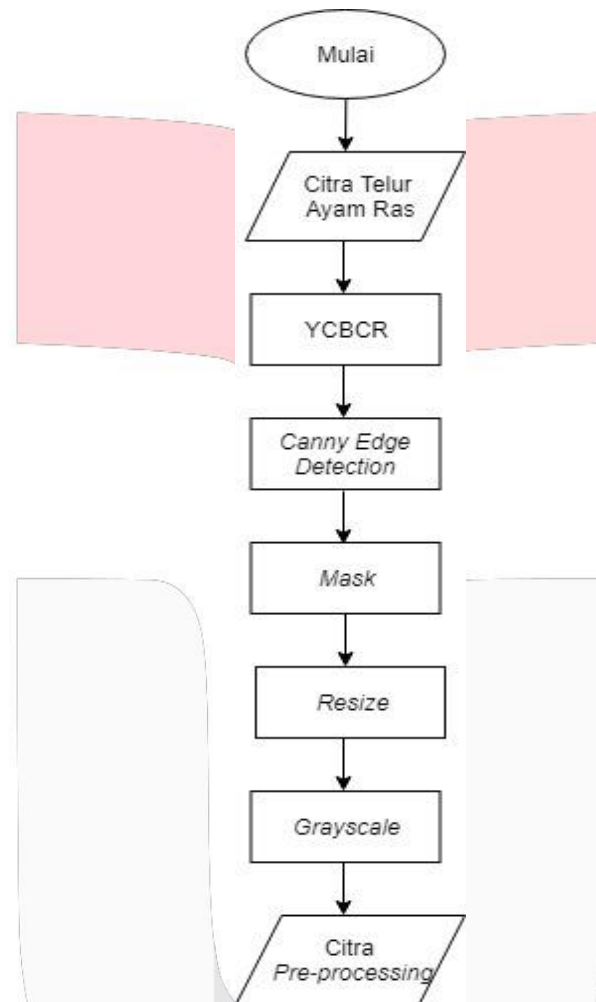 Mulai
Citra Telur
Ayam Ras
YCBCR
Canny Edge
Detection
Mask
Resize
Grayscale
Citra
Pre-processing